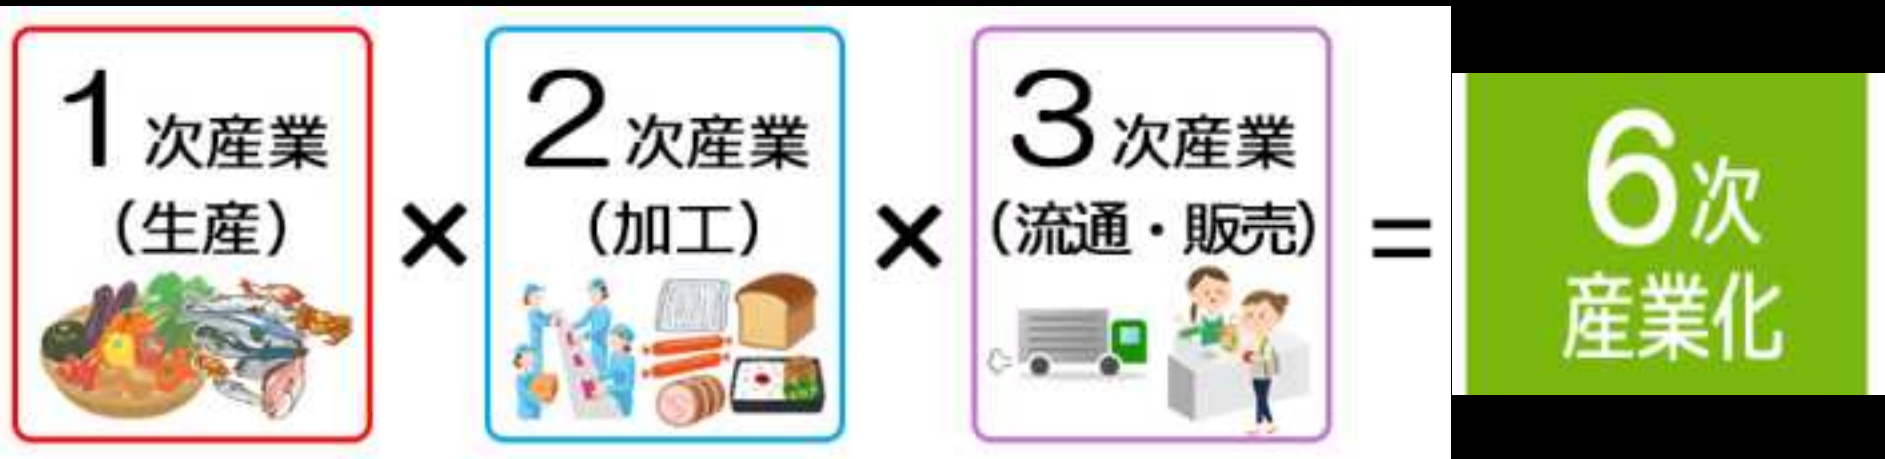 1次産業
(生産)
×
2次産業
(加工)
×
3次産業
(流通・販売)
=
6次
産業化